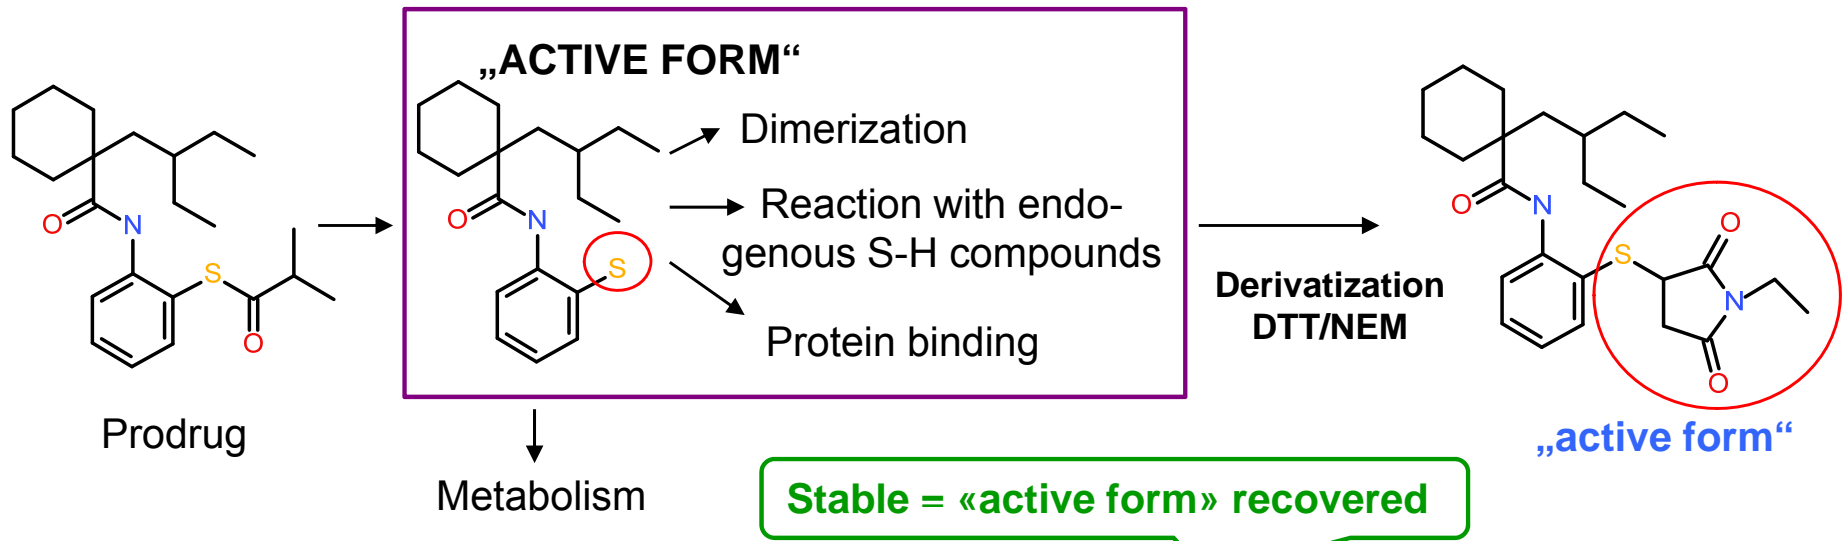 „ACTIVE FORM“
Dimerization
Reaction with endo-
genous S-H compounds
Protein binding
O
N
S
O
O
N
S
Derivatization
DTT/NEM
O
N
S
O
N
O
Prodrug
Metabolism
„active form“
Stable = «active form» recovered